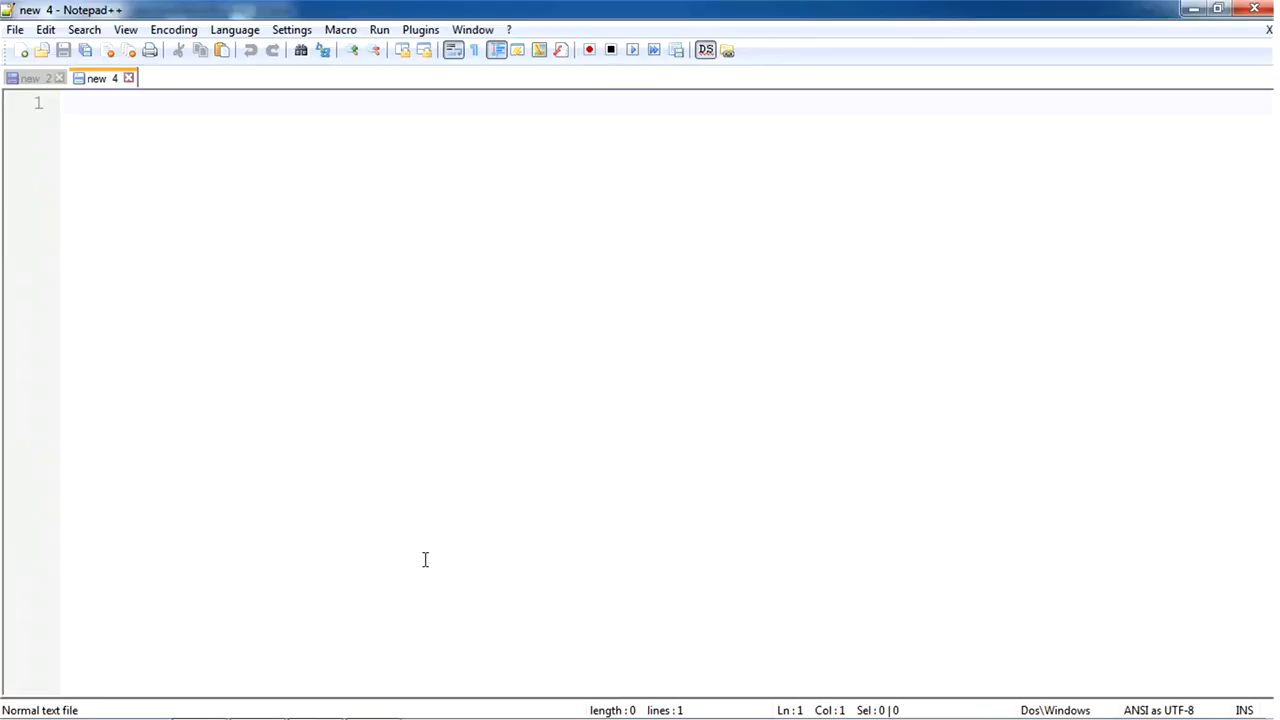 new  4 - Notepad++
File Edit Search View Encoding Language Settings Macro Run Plugins Window ? X
new  2 new  4
1
Normal text file length : 0 lines : 1 Ln : 1 Col : 1 Sel : 0 | 0 Dos\Windows ANSI as UTF-8 INS